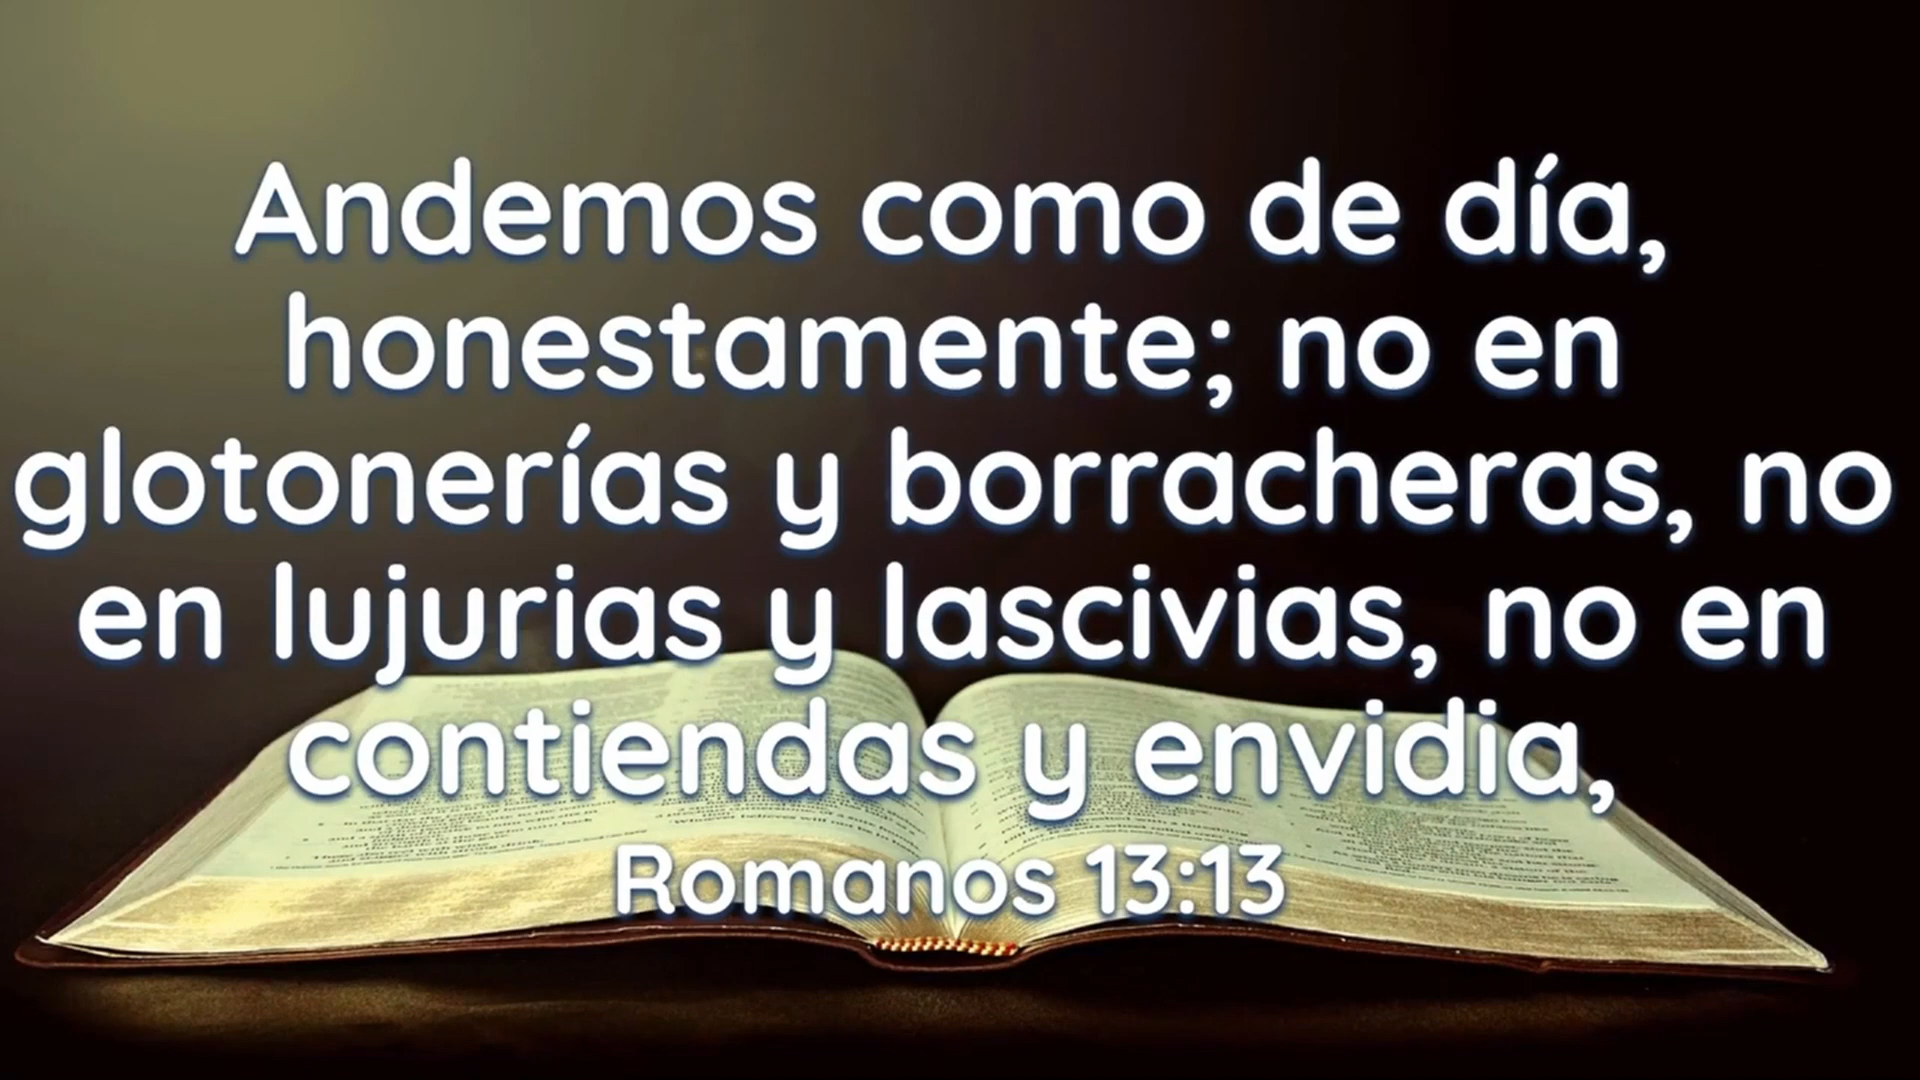 Andemos como de día,
honestamente; no en
glotonerías y borracheras, no
en lujurias y lascivias, no en
contiendas y envidia,
Romanos 13:13